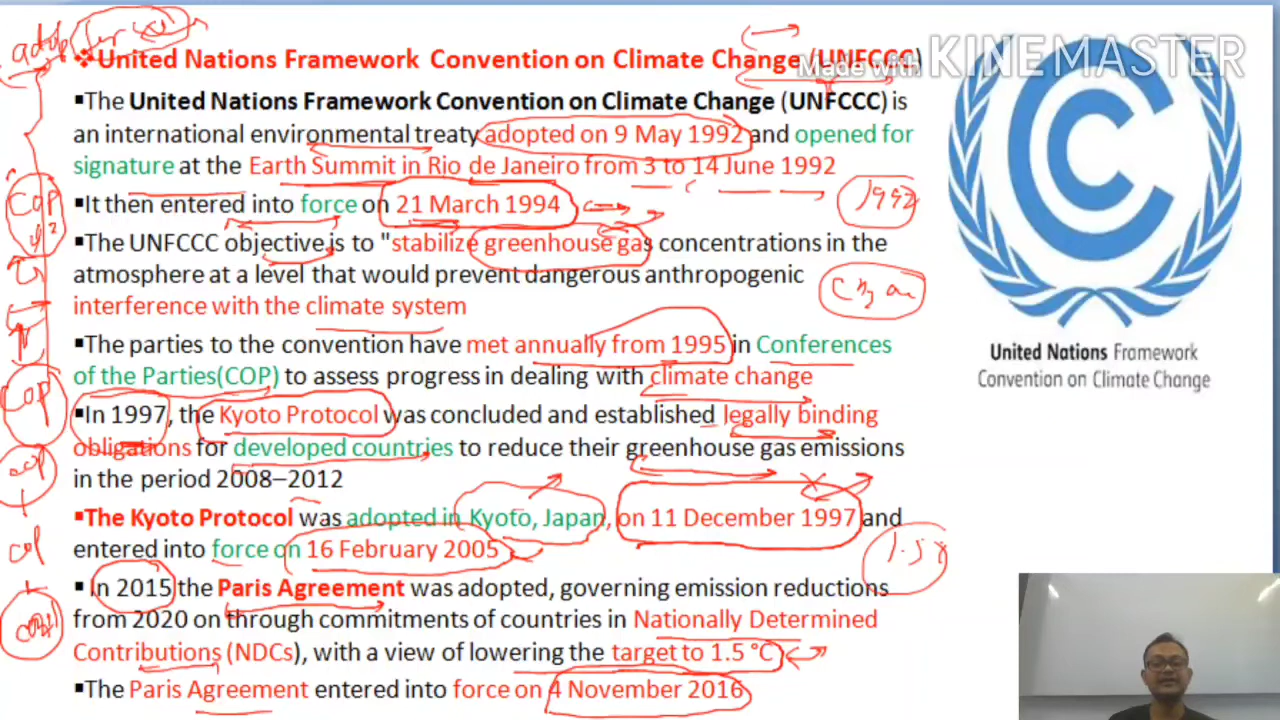 ❖United Nations Framework Convention on Climate Change (UNFCCC)
Made with KINEMASTER
▪The United Nations Framework Convention on Climate Change (UNFCCC) is
an international environmental treaty adopted on 9 May 1992 and opened for
signature at the Earth Summit in Rio de Janeiro from 3 to 14 June 1992
▪It then entered into force on 21 March 1994
1992
COP
▪The UNFCCC objective is to "stabilize greenhouse gas concentrations in the
atmosphere at a level that would prevent dangerous anthropogenic
interference with the climate system
▪The parties to the convention have met annually from 1995 in Conferences
of the Parties(COP) to assess progress in dealing with climate change
COP
▪In 1997, the Kyoto Protocol was concluded and established legally binding
obligations for developed countries to reduce their greenhouse gas emissions
in the period 2008–2012
▪The Kyoto Protocol was adopted in Kyoto, Japan, on 11 December 1997 and
entered into force on 16 February 2005
▪ In 2015 the Paris Agreement was adopted, governing emission reductions
from 2020 on through commitments of countries in Nationally Determined
Contributions (NDCs), with a view of lowering the target to 1.5 °C
▪The Paris Agreement entered into force on 4 November 2016
United Nations Framework
Convention on Climate Change